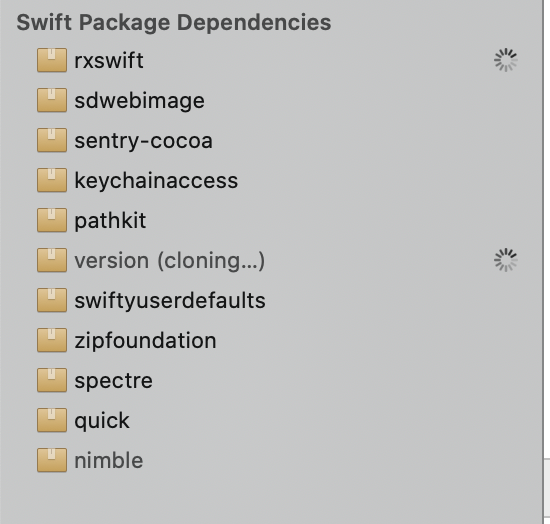 Swift Package Dependencies
rxswift
sdwebimage
sentry-cocoa
keychainaccess
pathkit
version (cloning...)
swiftyuserdefaults
zipfoundation
spectre
quick
nimble